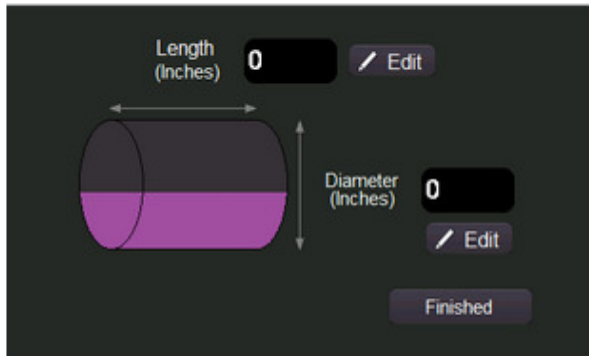 Length
(Inches)
0
Edit
Diameter
(Inches)
0
Edit
Finished